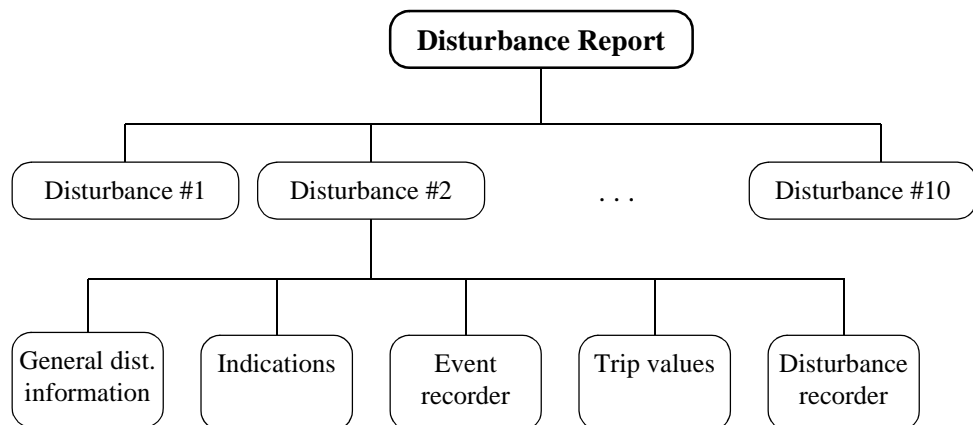 Disturbance Report
Disturbance #1
Disturbance #2
. . .
Disturbance #10
General dist.
information
Indications
Event
recorder
Trip values
Disturbance
recorder